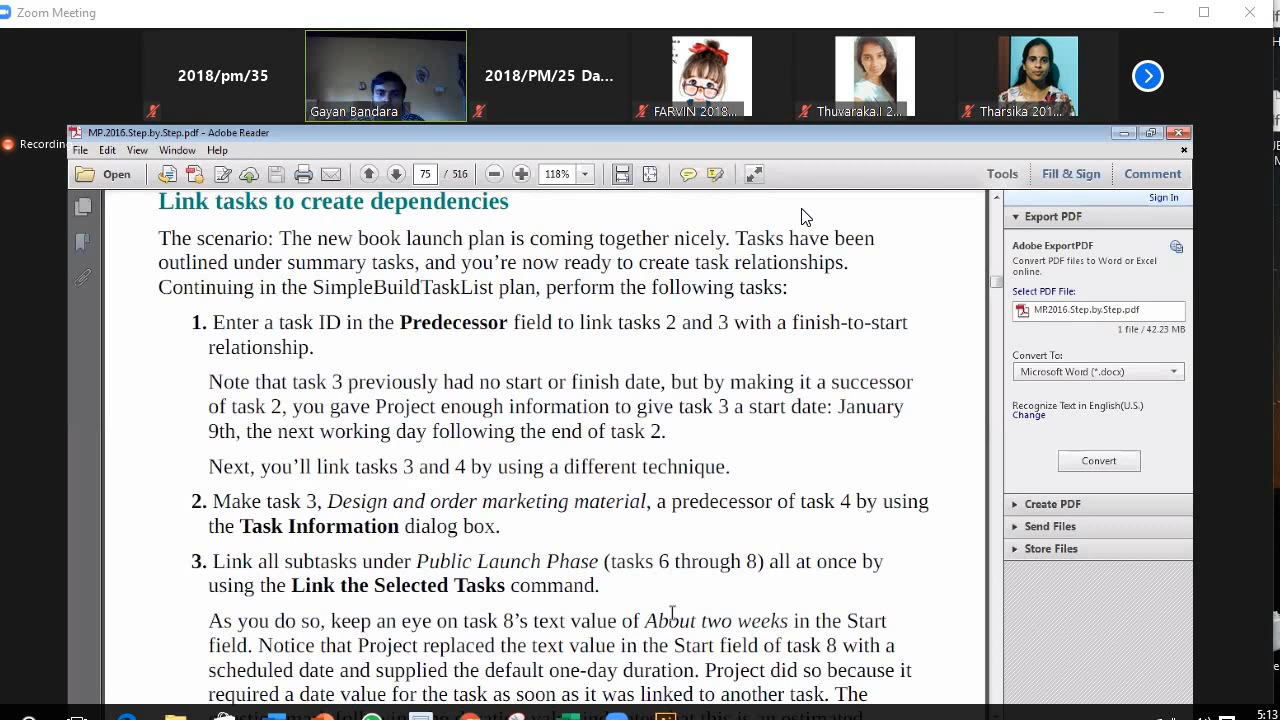 Zoom Meeting
2018/pm/35
2018/PM/25 Da...
Gayan Bandara
FARVIN 2018...
Thuvaraka.I 2...
Tharsika 201...
Recording
MP.2016.Step.by.Step.pdf - Adobe Reader
File Edit View Window Help
Open
75 / 516
118%
Tools
Fill & Sign
Comment
Sign In
Link tasks to create dependencies
The scenario: The new book launch plan is coming together nicely. Tasks have been
outlined under summary tasks, and you're now ready to create task relationships.
Continuing in the SimpleBuildTaskList plan, perform the following tasks:
1. Enter a task ID in the Predecessor field to link tasks 2 and 3 with a finish-to-start
relationship.
Note that task 3 previously had no start or finish date, but by making it a successor
of task 2, you gave Project enough information to give task 3 a start date: January
9th, the next working day following the end of task 2.
Next, you'll link tasks 3 and 4 by using a different technique.
2. Make task 3, Design and order marketing material, a predecessor of task 4 by using
the Task Information dialog box.
3. Link all subtasks under Public Launch Phase (tasks 6 through 8) all at once by
using the Link the Selected Tasks command.
As you do so, keep an eye on task 8's text value of About two weeks in the Start
field. Notice that Project replaced the text value in the Start field of task 8 with a
scheduled date and supplied the default one-day duration. Project did so because it
required a date value for the task as soon as it was linked to another task. The
Export PDF
Adobe ExportPDF
Convert PDF files to Word or Excel
online.
Select PDF File:
MP.2016.Step.by.Step.pdf
1 file / 42.23 MB
Convert To:
Microsoft Word (*.docx)
Recognize Text in English(U.S.)
Change
Convert
Create PDF
Send Files
Store Files
5:13